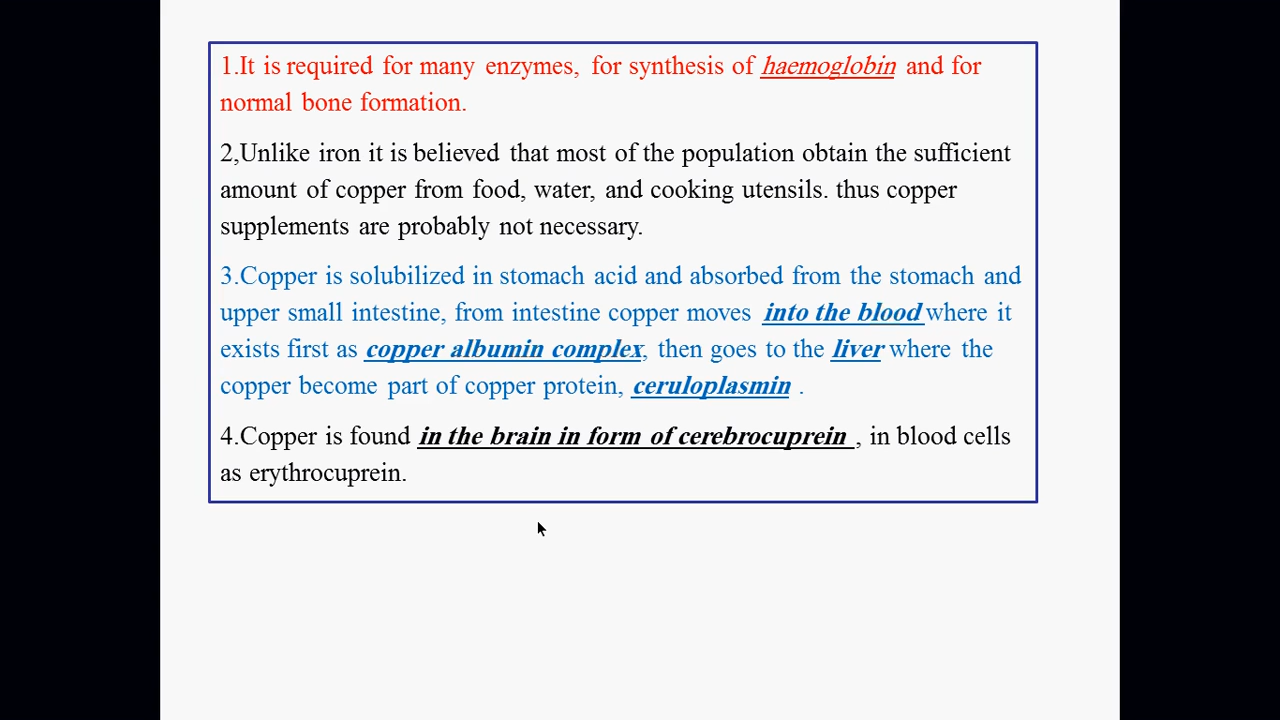 1.It is required for many enzymes, for synthesis of haemoglobin and for
normal bone formation.
2,Unlike iron it is believed that most of the population obtain the sufficient
amount of copper from food, water, and cooking utensils. thus copper
supplements are probably not necessary.
3.Copper is solubilized in stomach acid and absorbed from the stomach and
upper small intestine, from intestine copper moves into the blood where it
exists first as copper albumin complex, then goes to the liver where the
copper become part of copper protein, ceruloplasmin .
4.Copper is found in the brain in form of cerebrocuprein , in blood cells
as erythrocuprein.